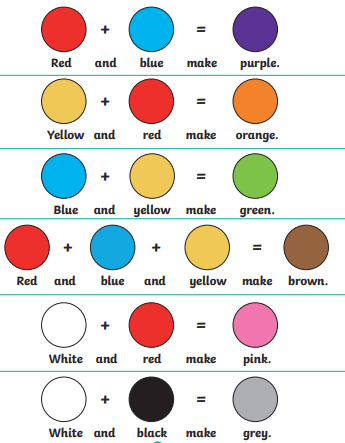 + =
Red and blue make purple.
+ =
Yellow and red make orange.
+ =
Blue and yellow make green.
+ + =
Red and blue and yellow make brown.
+ =
White and red make pink.
+ =
White and black make grey.